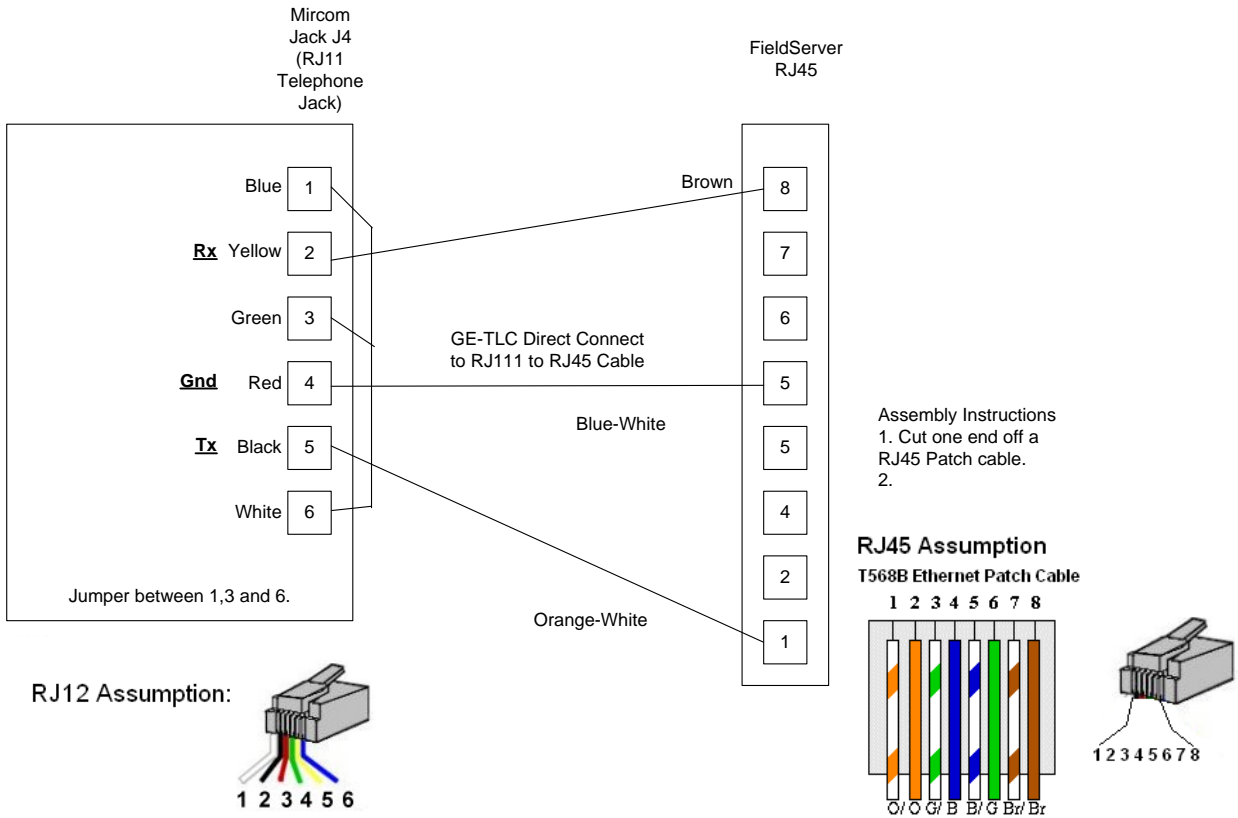 Mircom
Jack J4
(RJ11
Telephone
Jack)
FieldServer
RJ45
Blue 1
Rx Yellow 2
Green 3
Gnd Red 4
Tx Black 5
White 6
Jumper between 1,3 and 6.
Brown
GE-TLC Direct Connect
to RJ111 to RJ45 Cable
Blue-White
Orange-White
8
7
6
5
5
4
2
1
Assembly Instructions
1. Cut one end off a
RJ45 Patch cable.
2.
RJ12 Assumption:
1 2 3 4 5 6
RJ45 Assumption
T568B Ethernet Patch Cable
1 2 3 4 5 6 7 8
O/ O G/ B B/ G Br/ Br
1 2 3 4 5 6 7 8